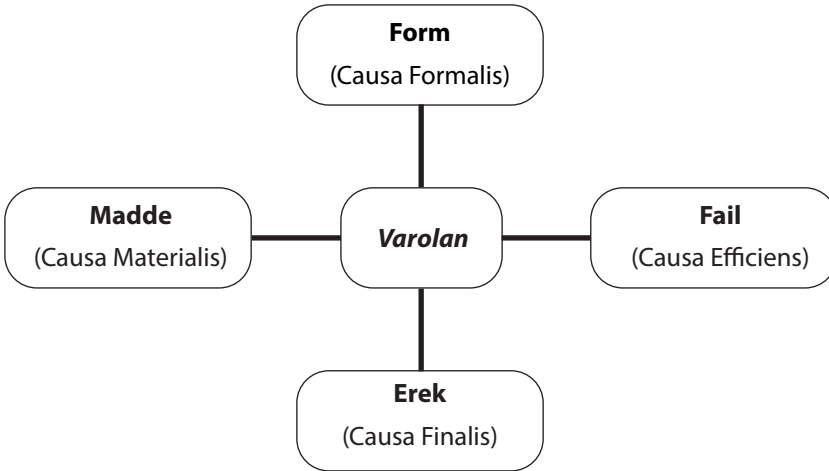 Form
(Causa Formalis)
Madde
(Causa Materialis)
Varolan
Fail
(Causa Efficiens)
Erek
(Causa Finalis)